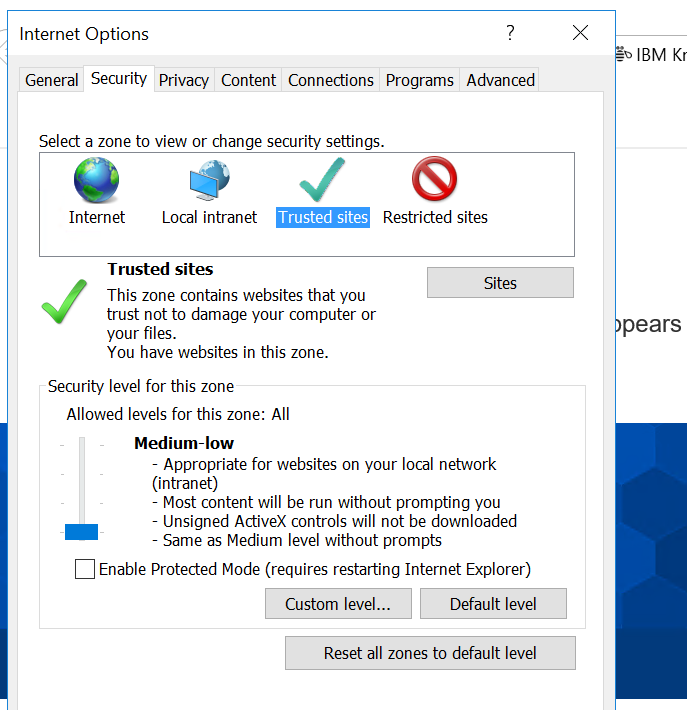 Internet Options
?
IBM Kr
General Security Privacy Content Connections Programs Advanced
Select a zone to view or change security settings.
Internet Local intranet Trusted sites Restricted sites
Trusted sites
Sites
This zone contains websites that you
trust not to damage your computer or
your files.
You have websites in this zone.
ppears
Security level for this zone
Allowed levels for this zone: All
Medium-low
- Appropriate for websites on your local network
(intranet)
- Most content will be run without prompting you
- Unsigned ActiveX controls will not be downloaded
- Same as Medium level without prompts
Enable Protected Mode (requires restarting Internet Explorer)
Custom level... Default level
Reset all zones to default level